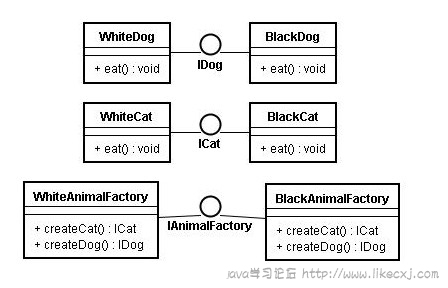 WhiteDog
BlackDog
IDog
+ eat() : void
+ eat() : void
WhiteCat
BlackCat
ICat
+ eat() : void
+ eat() : void
WhiteAnimalFactory
BlackAnimalFactory
IAnimalFactory
+ createCat() : ICat
+ createDog() : IDog
+ createCat() : ICat
+ createDog() : IDog
java学习论坛 http://www.likecxj.com